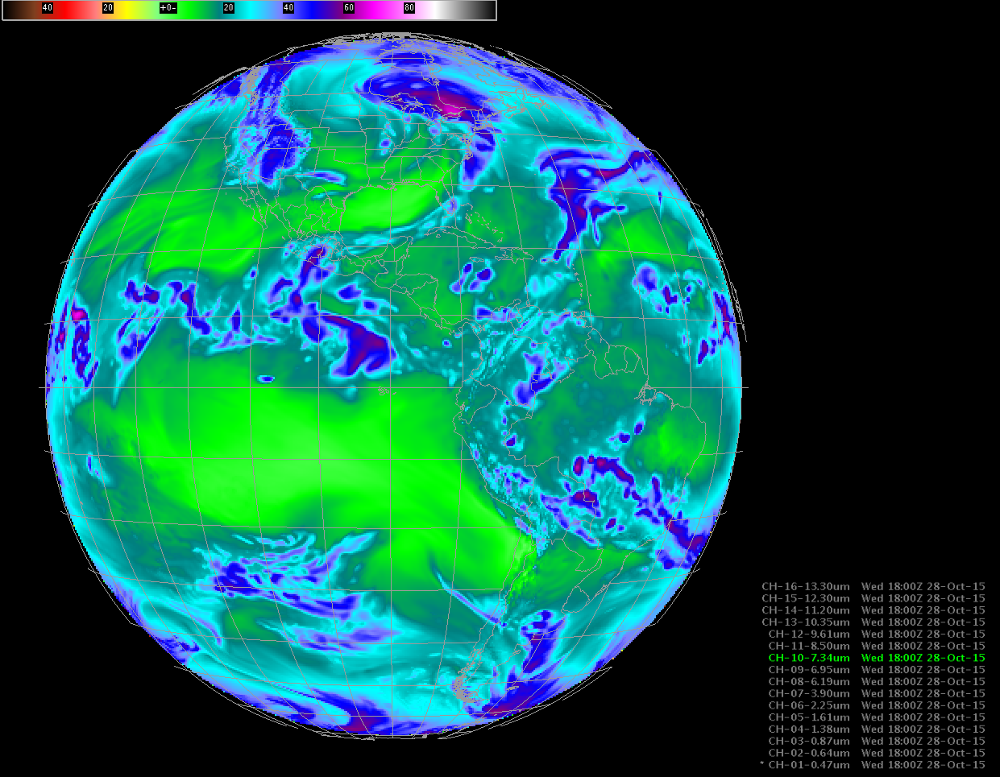 40 20 +0- 20 40 60 80
CH-16-13.30um Wed 18:00Z 28-Oct-15
CH-15-12.30um Wed 18:00Z 28-Oct-15
CH-14-11.20um Wed 18:00Z 28-Oct-15
CH-13-10.35um Wed 18:00Z 28-Oct-15
CH-12-9.61um Wed 18:00Z 28-Oct-15
CH-11-8.50um Wed 18:00Z 28-Oct-15
CH-10-7.34um Wed 18:00Z 28-Oct-15
CH-09-6.95um Wed 18:00Z 28-Oct-15
CH-08-6.19um Wed 18:00Z 28-Oct-15
CH-07-3.90um Wed 18:00Z 28-Oct-15
CH-06-2.25um Wed 18:00Z 28-Oct-15
CH-05-1.61um Wed 18:00Z 28-Oct-15
CH-04-1.38um Wed 18:00Z 28-Oct-15
CH-03-0.87um Wed 18:00Z 28-Oct-15
CH-02-0.64um Wed 18:00Z 28-Oct-15
* CH-01-0.47um Wed 18:00Z 28-Oct-15